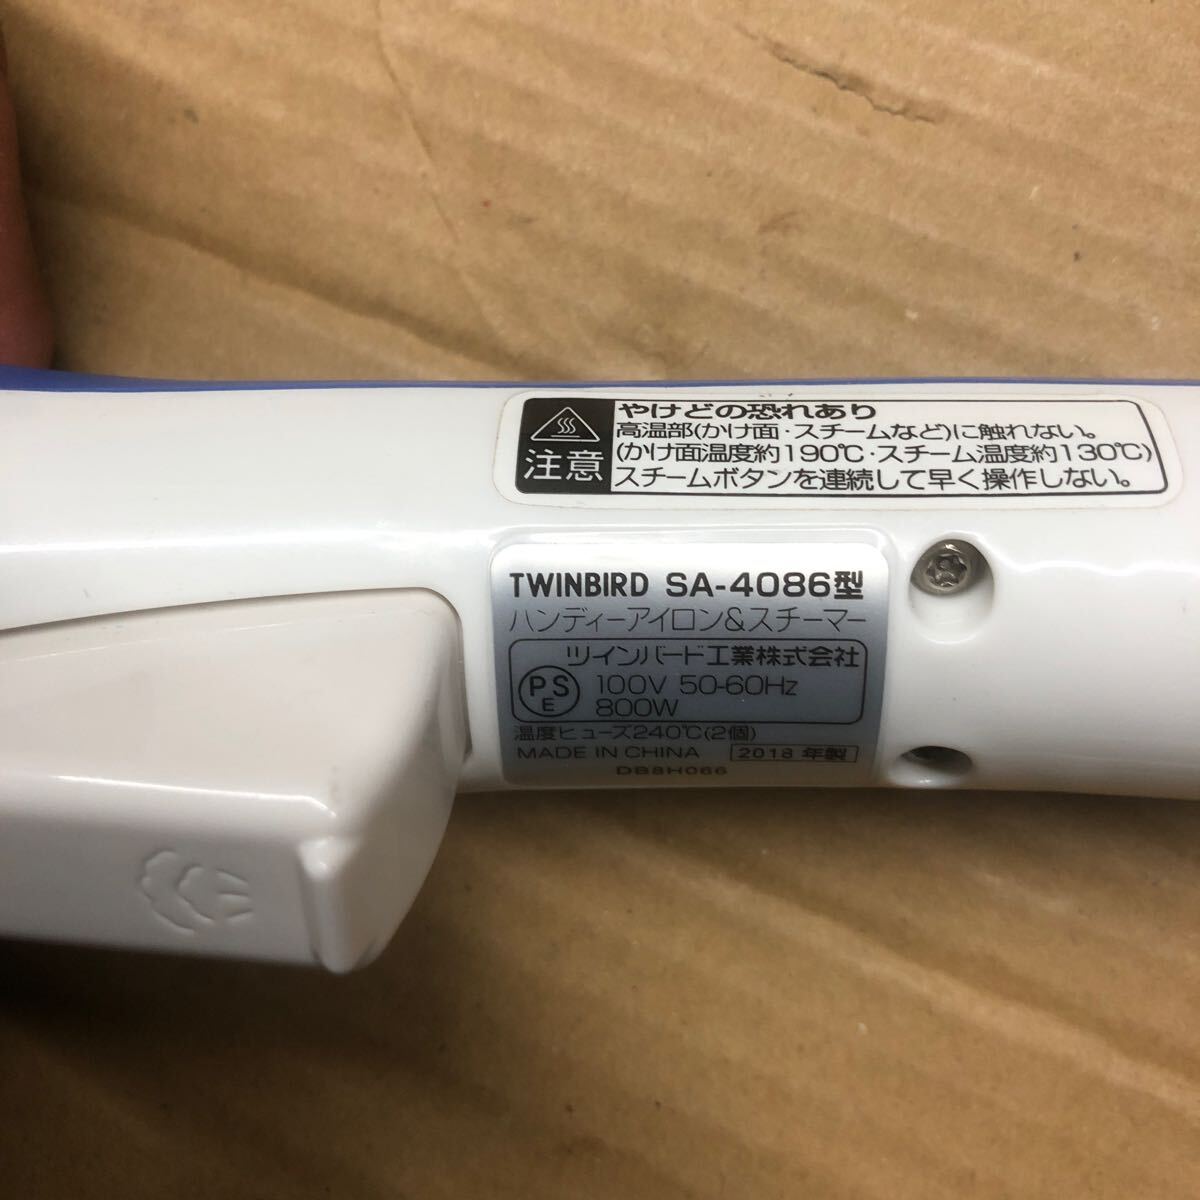 やけどの恐れあり
注意
高温部(かけ面・スチームなど)に触れない。
(かけ面温度約190℃・スチーム温度約130℃)
スチームボタンを連続して早く操作しない。
TWINBIRD SA-4086型
ハンディーアイロン&スチーマー
ツインバード工業株式会社
PSE
100V 50-60Hz
800W
温度ヒューズ240℃(2個)
MADE IN CHINA 2018年製
DB8H066